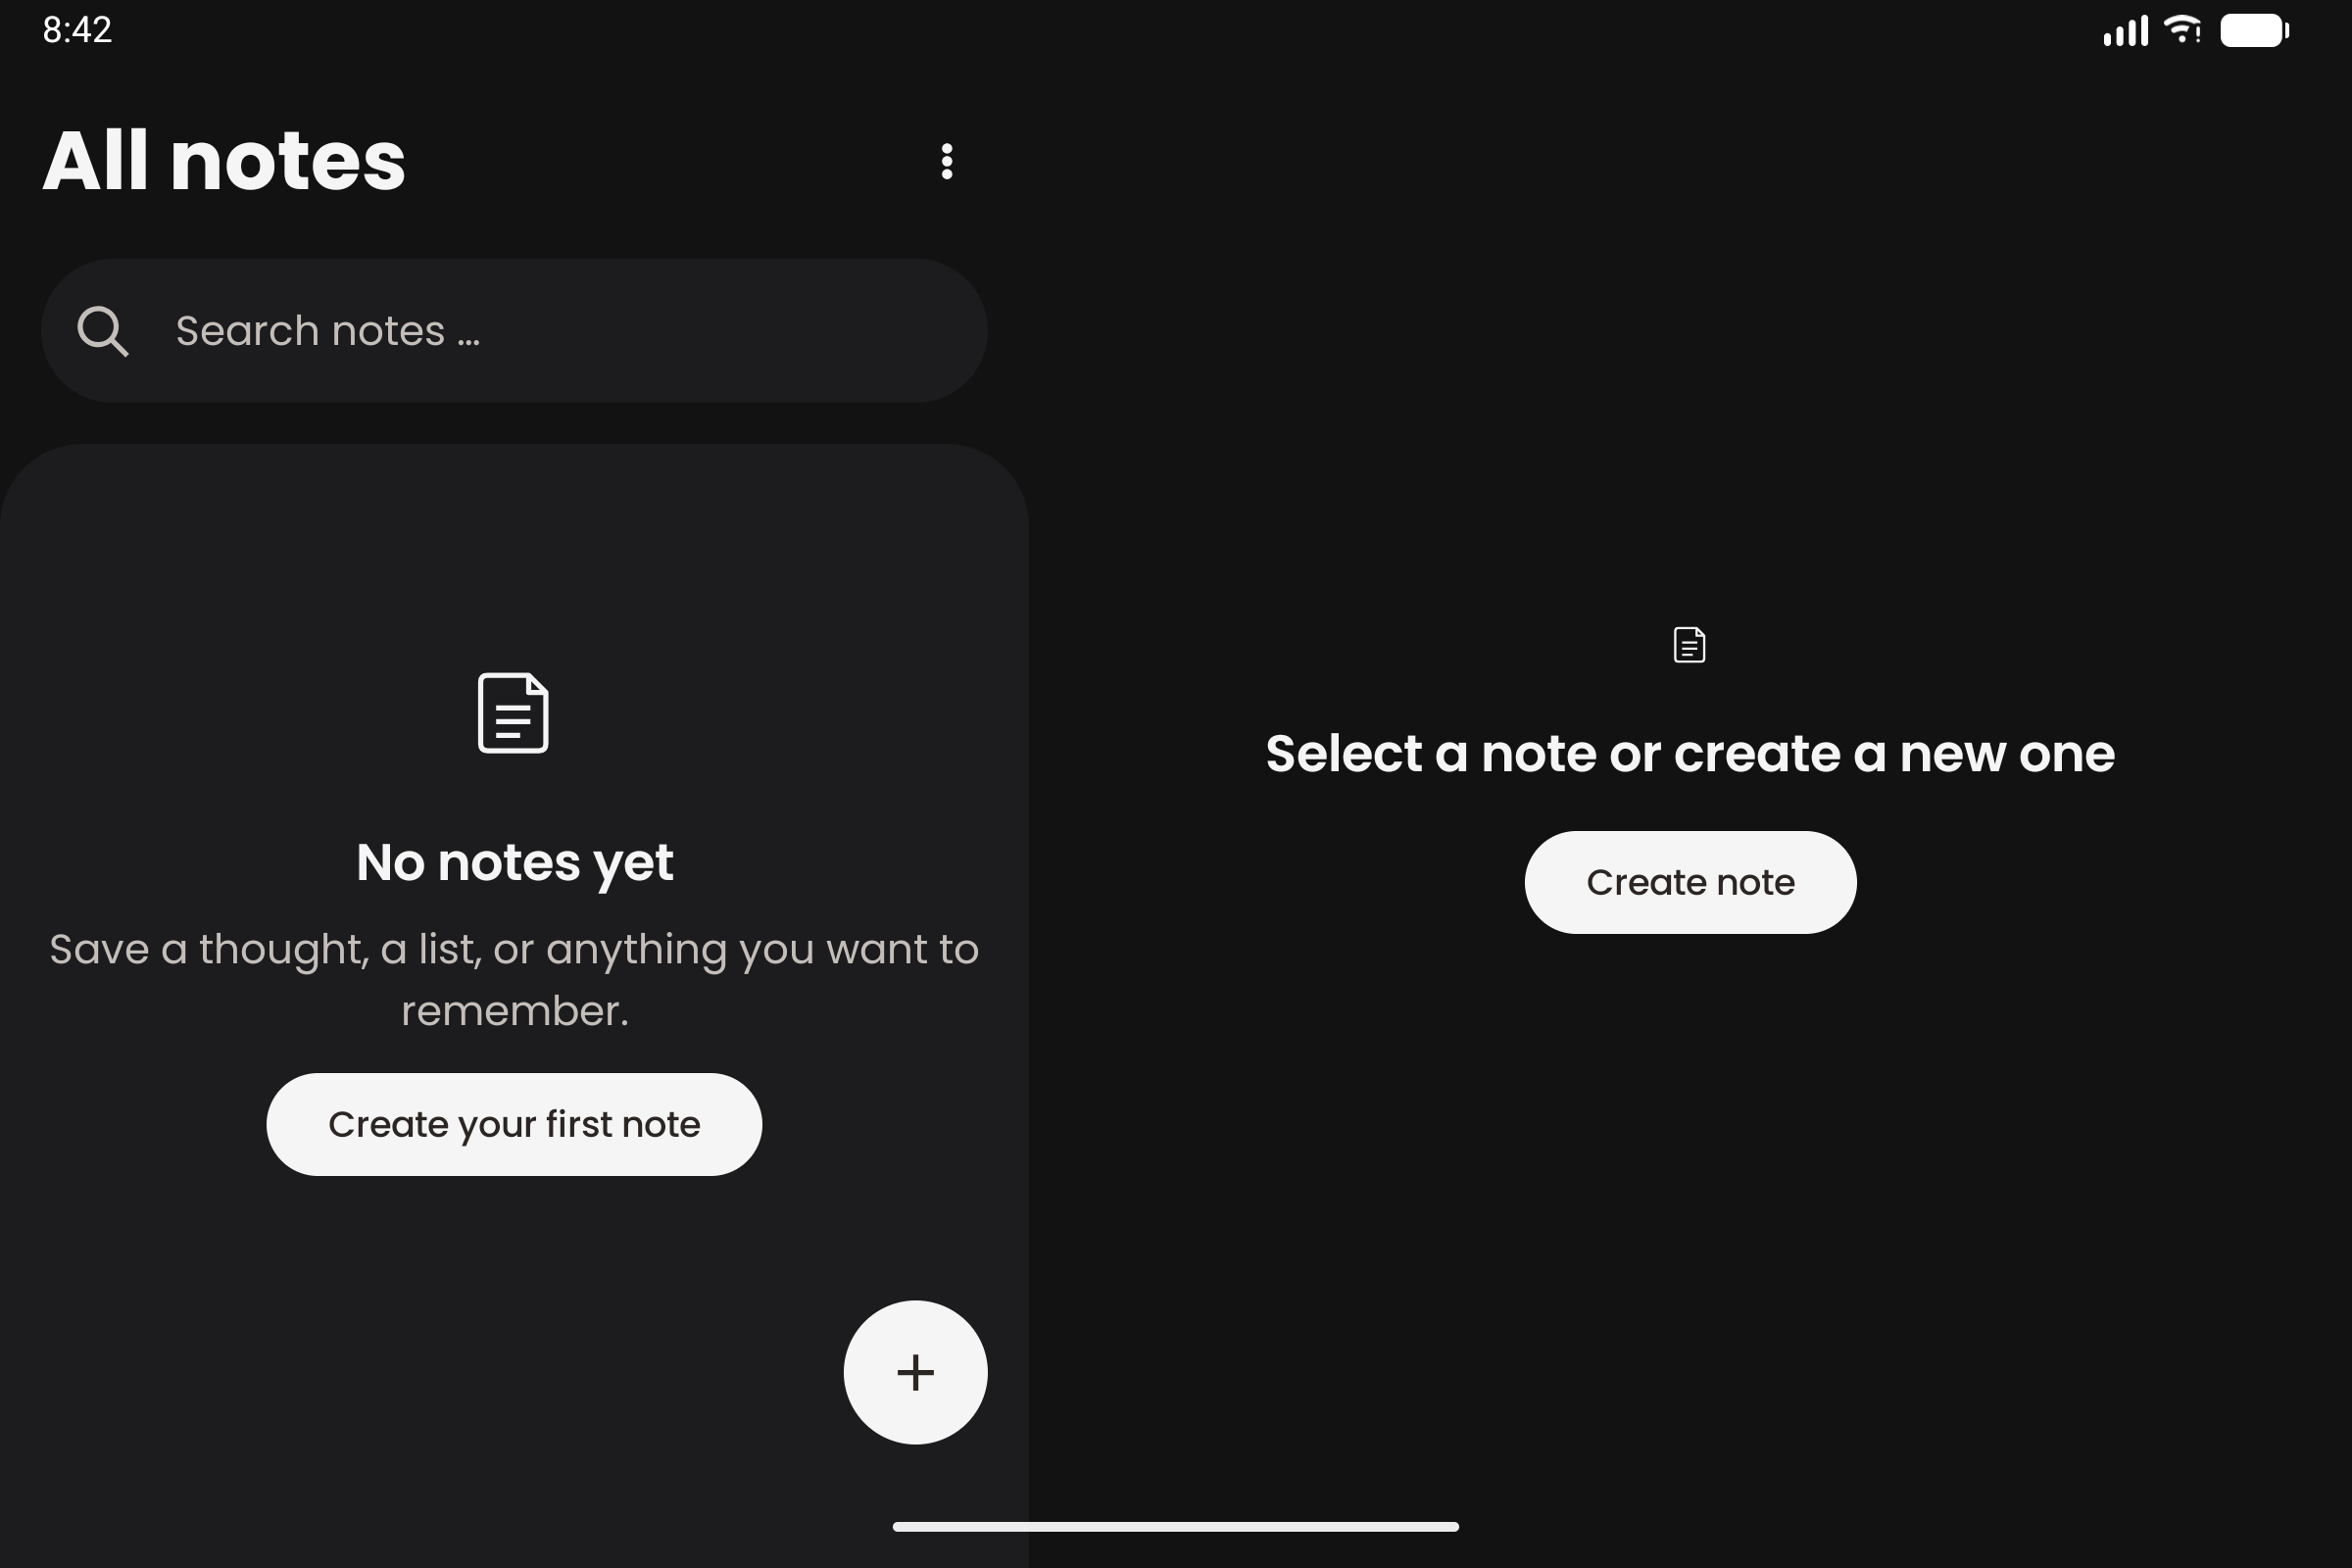 8:42
All notes
Search notes ...
No notes yet
Save a thought, a list, or anything you want to
remember.
Create your first note
Select a note or create a new one
Create note